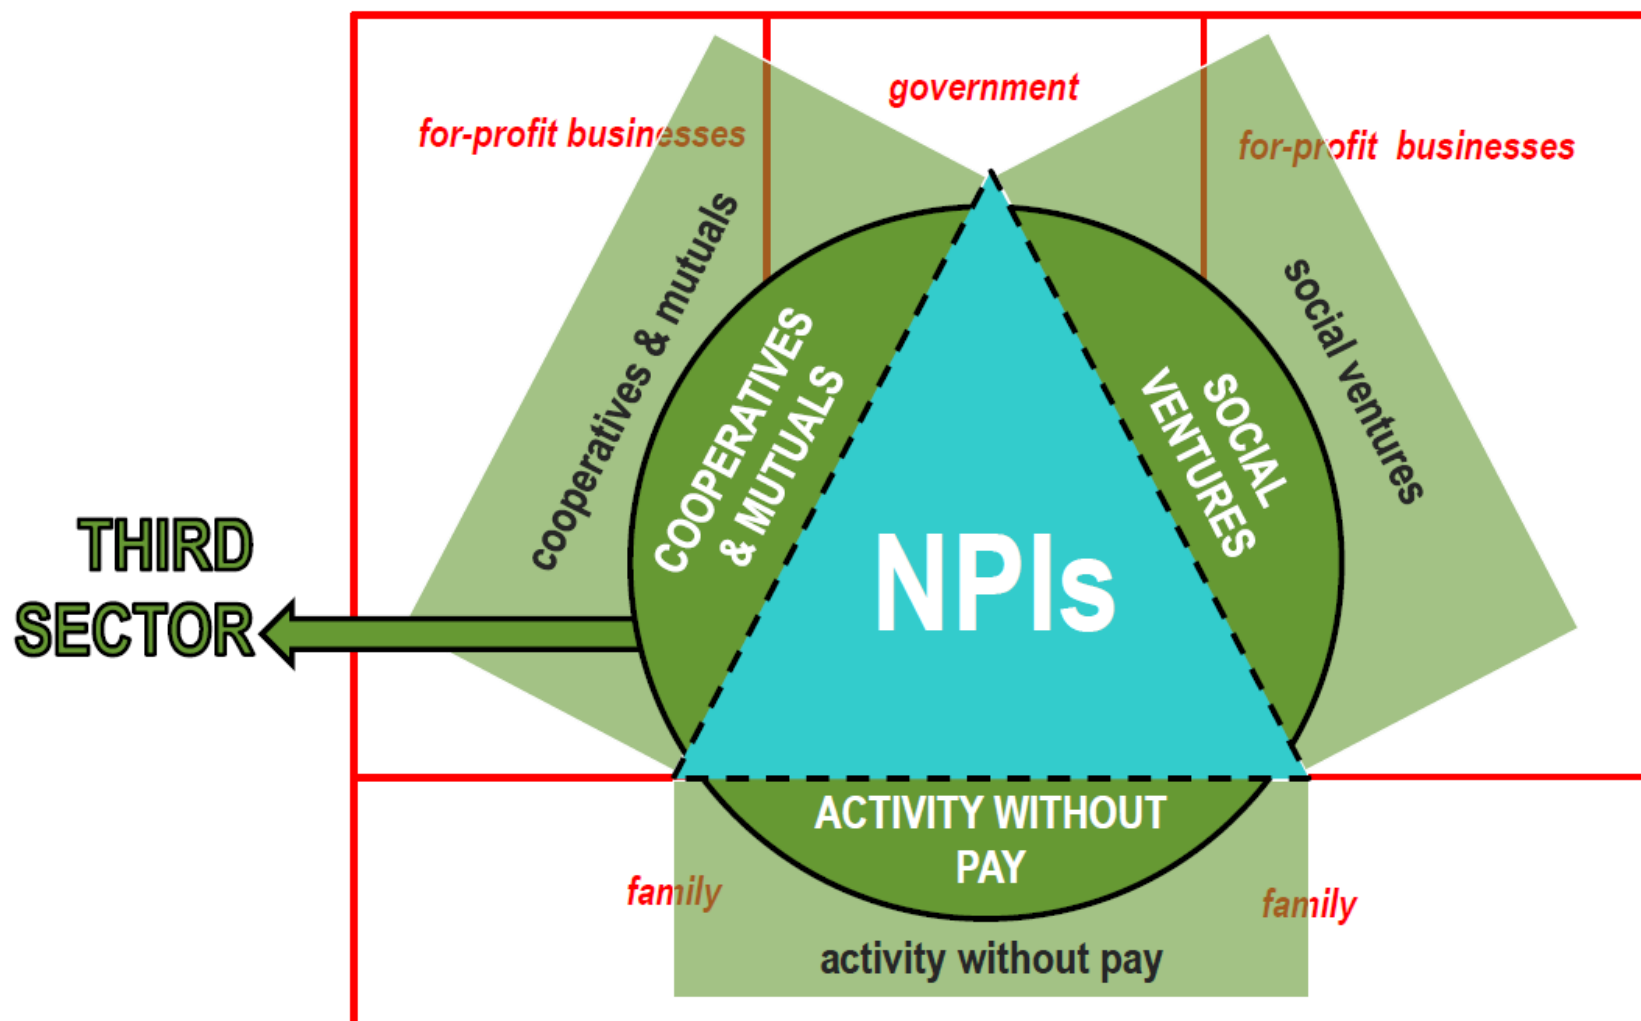 government
for-profit businesses
for-profit businesses
cooperatives & mutuals
COOPERATIVES
& MUTUALS
SOCIAL
VENTURES
social ventures
NPIs
THIRD
SECTOR
ACTIVITY WITHOUT
PAY
family
family
activity without pay